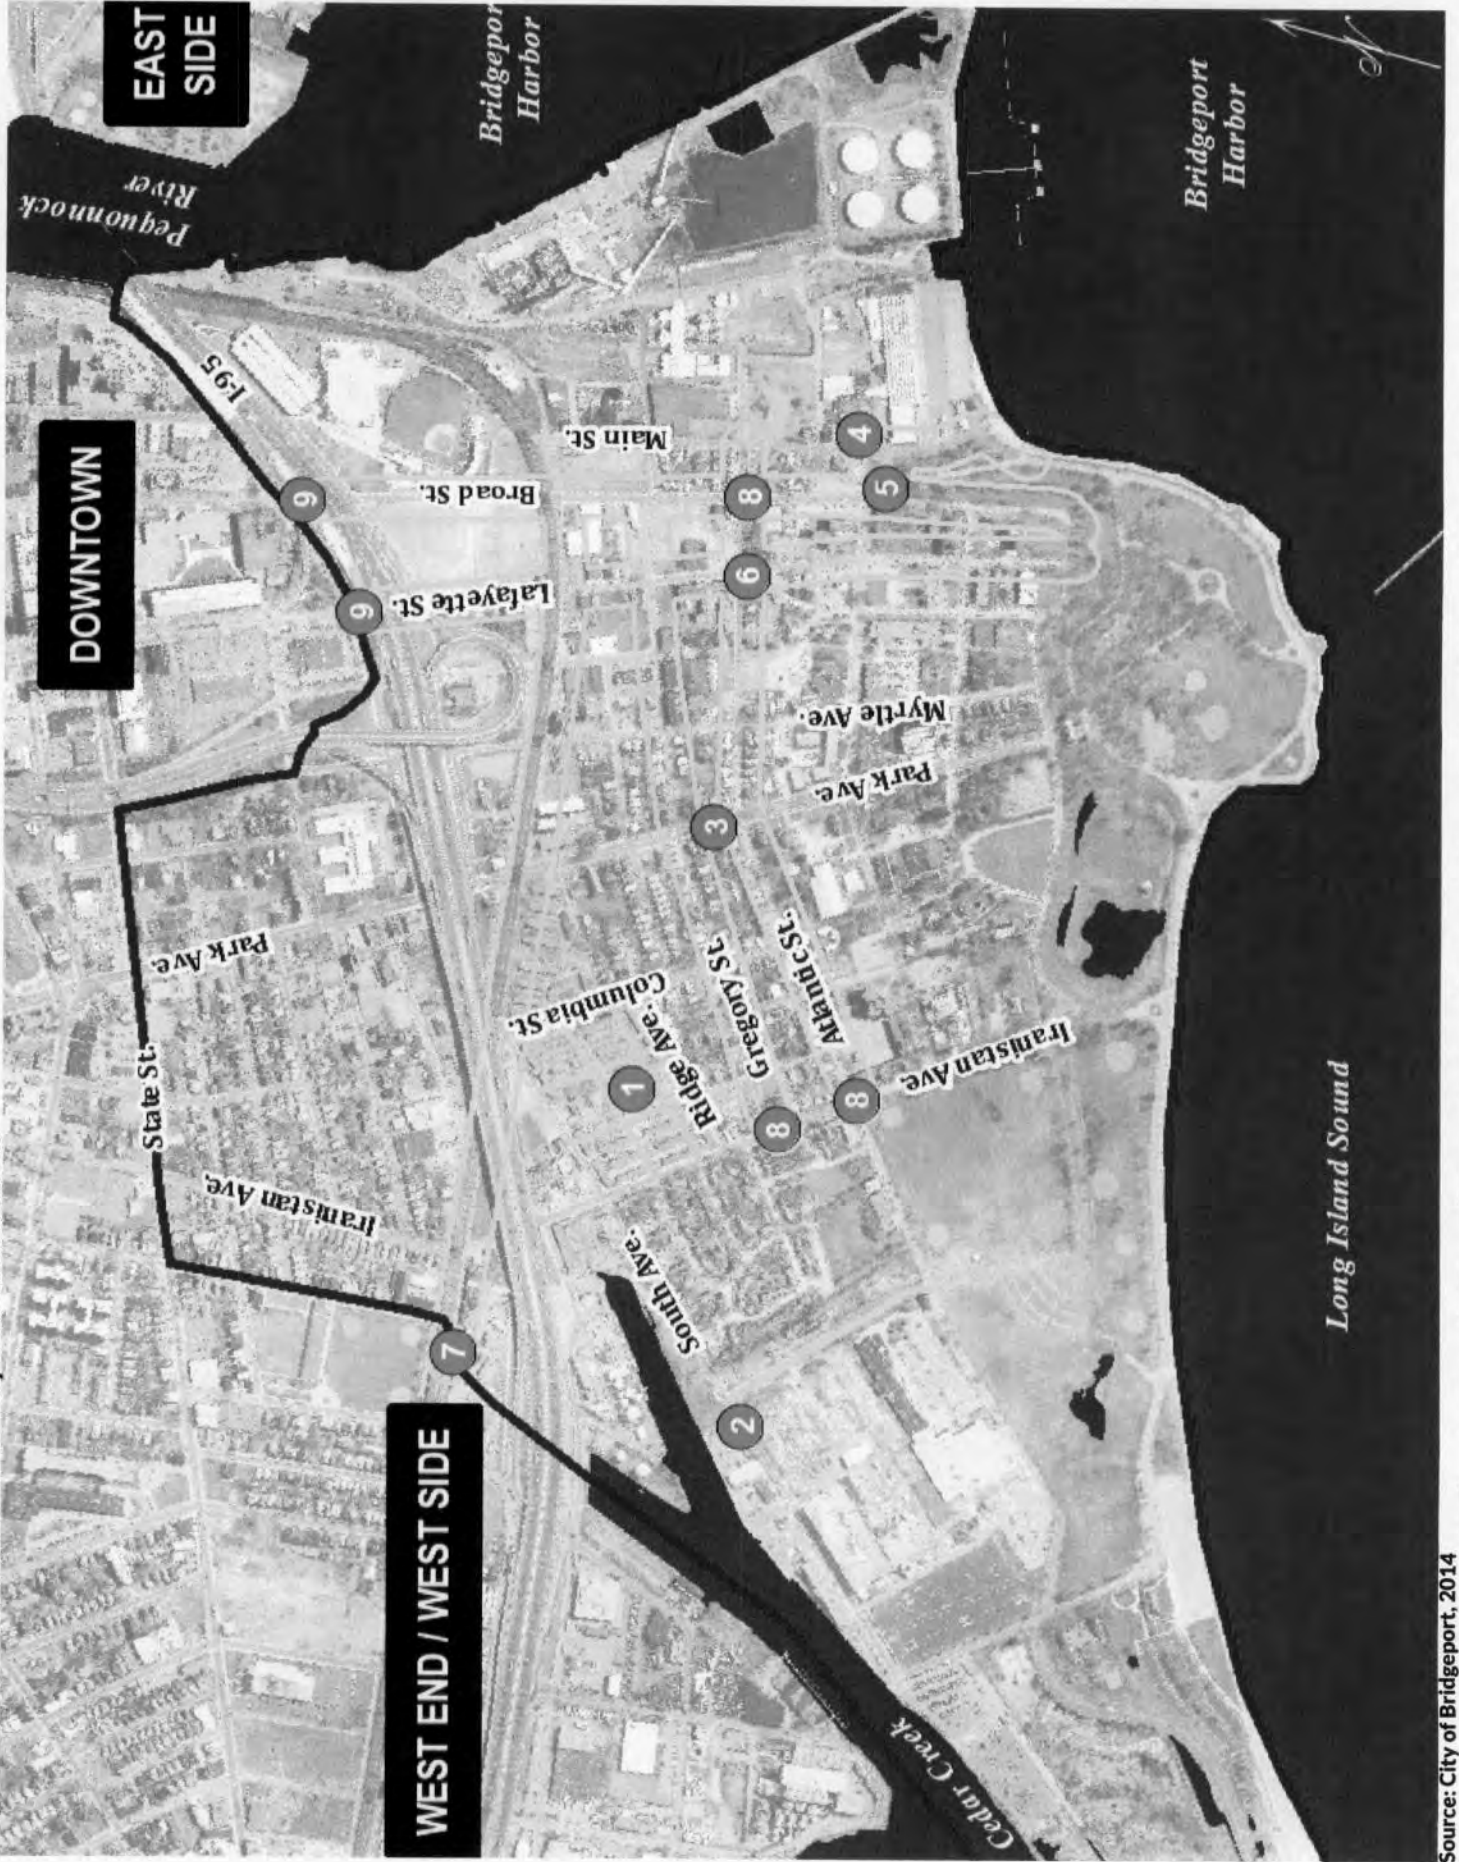 EAST
SIDE
Bridgepor
Harbor
Pequonnock
River
DOWNTOWN
I-95
Main St.
Broad St.
Lafayette St.
9
9
8
6
4
5
Bridgeport
Harbor
Myrtle Ave.
Park Ave.
3
State St.
Park Ave.
Iranistan Ave.
Columbia St.
Ridge Ave.
Gregory St.
Atlantic St.
Iranistan Ave.
1
8
8
7
South Ave.
2
WEST END / WEST SIDE
Cedar Creek
Long Island Sound
N
Source: City of Bridgeport, 2014